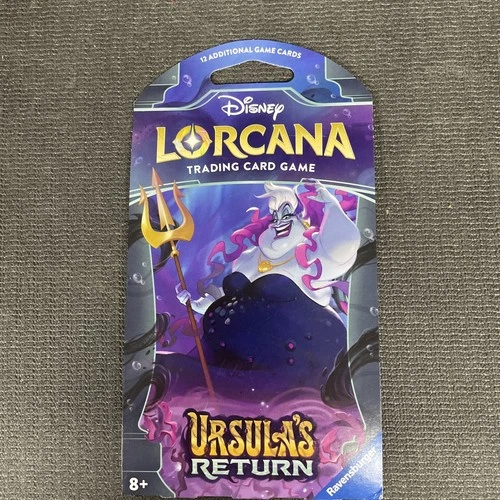 12 ADDITIONAL GAME CARDS
Disney
LORCANA
TRADING CARD GAME
URSULA'S
RETURN
8+
Ravensburger